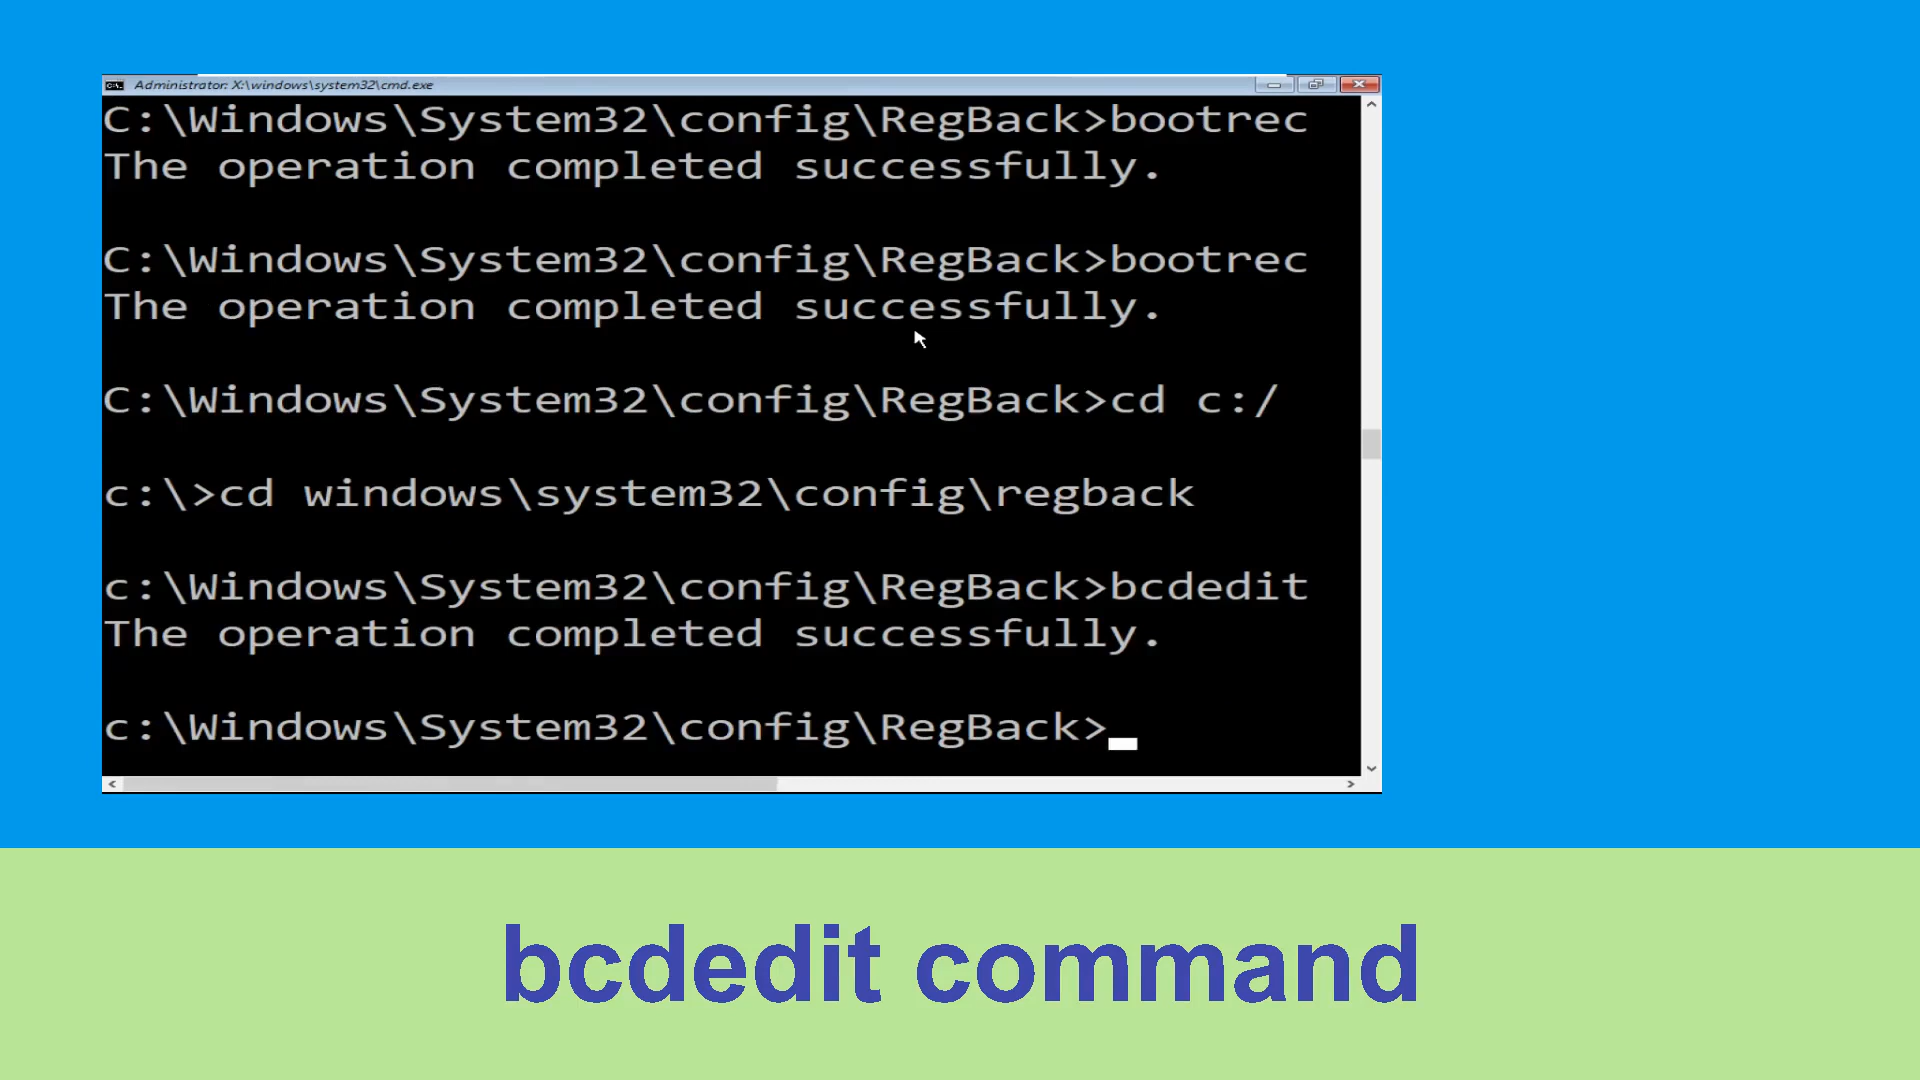 Administrator: X:\windows\system32\cmd.exe
C:\Windows\System32\config\RegBack>bootrec
The operation completed successfully.
C:\Windows\System32\config\RegBack>bootrec
The operation completed successfully.
C:\Windows\System32\config\RegBack>cd c:/
c:\>cd windows\system32\config\regback
c:\Windows\System32\config\RegBack>bcdedit
The operation completed successfully.
c:\Windows\System32\config\RegBack>
bcdedit command